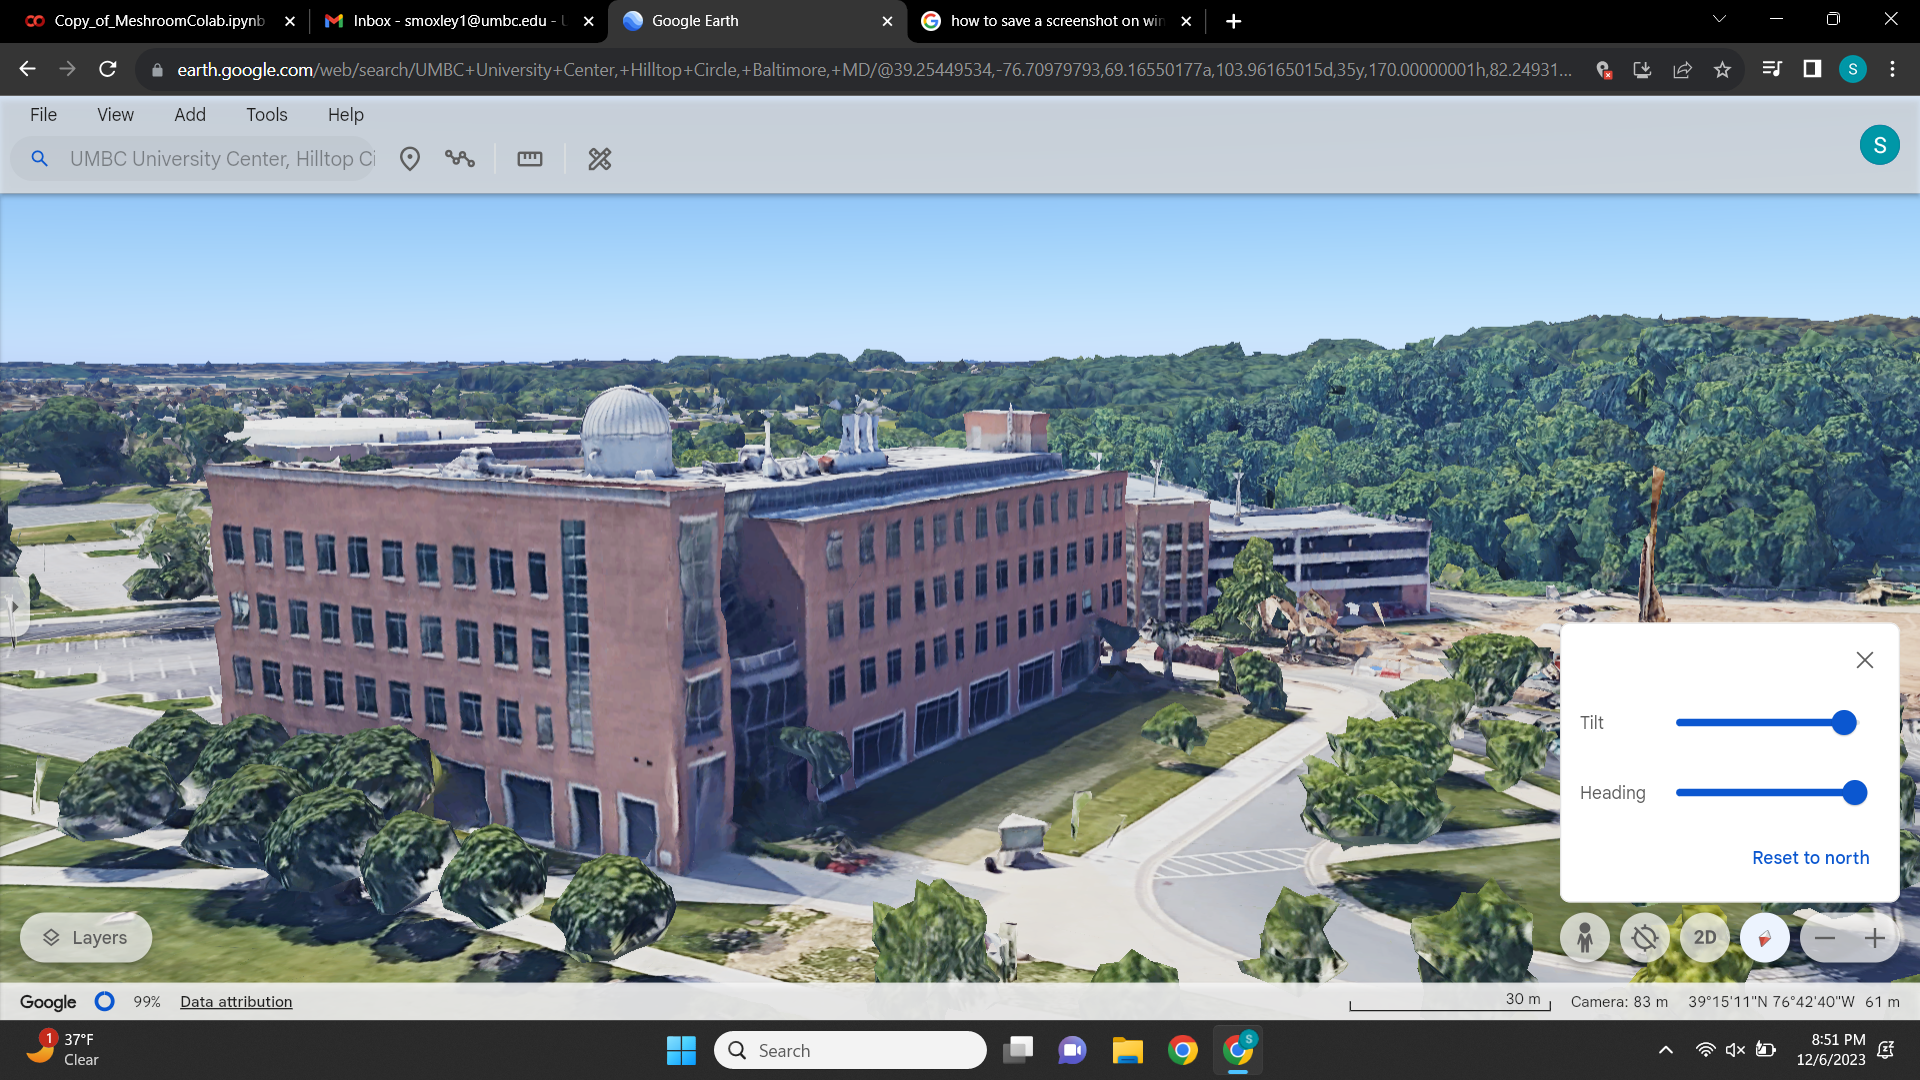 Copy_of_MeshroomColab.ipynb
Inbox - smoxley1@umbc.edu -
Google Earth
how to save a screenshot on win
earth.google.com/web/search/UMBC+University+Center,+Hilltop+Circle,+Baltimore,+MD/@39.25449534,-76.70979793,69.16550177a,103.96165015d,35y,170.00000001h,82.24931...
S
File View Add Tools Help
UMBC University Center, Hilltop Ci
S
Tilt
Heading
Reset to north
Layers
2D
Google 99% Data attribution
30 m
Camera: 83 m 39°15'11"N 76°42'40"W 61 m
1
37°F
Clear
Search
S
8:51 PM
12/6/2023